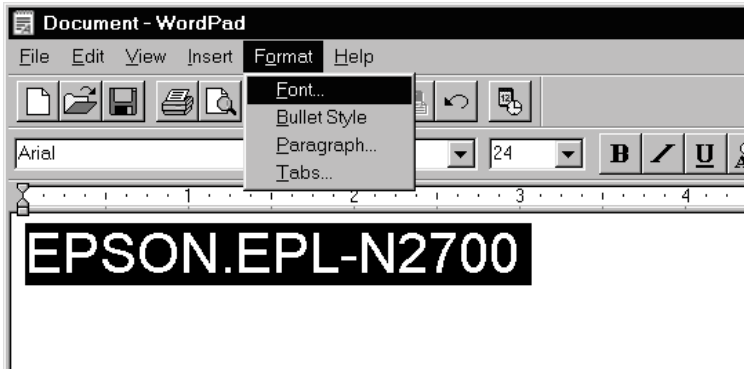 Document - WordPad
File Edit View Insert Format Help
Font...
Bullet Style
Paragraph...
Tabs...
Arial 24 B / U
1 2 3 4
EPSON.EPL-N2700